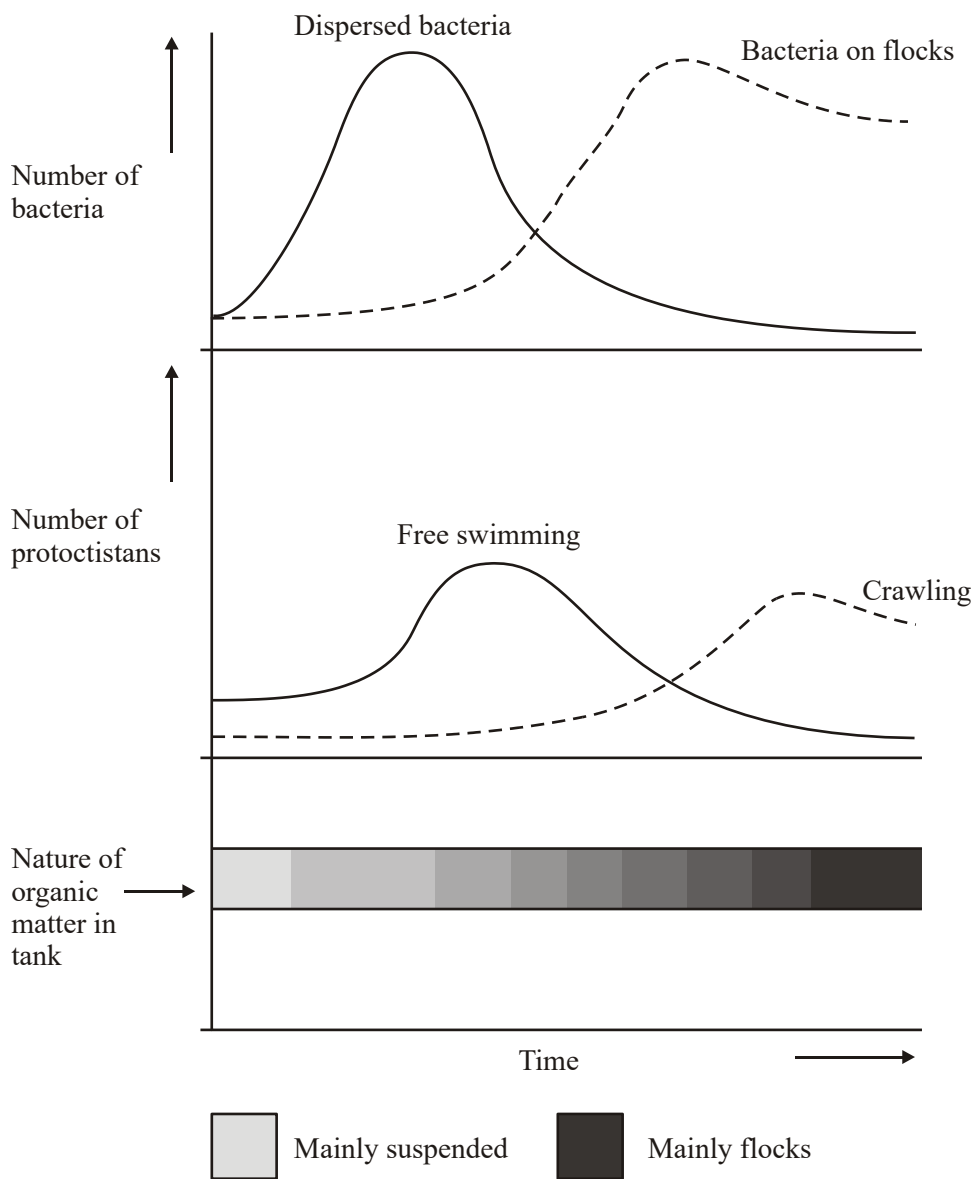 Dispersed bacteria
Bacteria on flocks
Number of
bacteria
Number of
protoctistans
Free swimming
Crawling
Nature of
organic
matter in
tank
Time
Mainly suspended
Mainly flocks